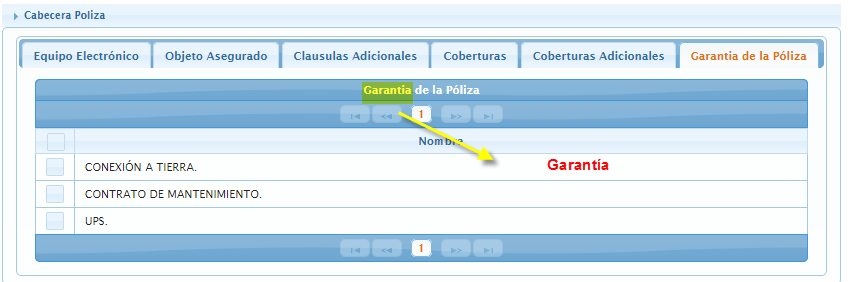 Cabecera Poliza
Equipo Electrónico Objeto Asegurado Clausulas Adicionales Coberturas Coberturas Adicionales Garantia de la Póliza
Garantia de la Póliza
1
Nombre
Garantía
CONEXIÓN A TIERRA.
CONTRATO DE MANTENIMIENTO.
UPS.
1